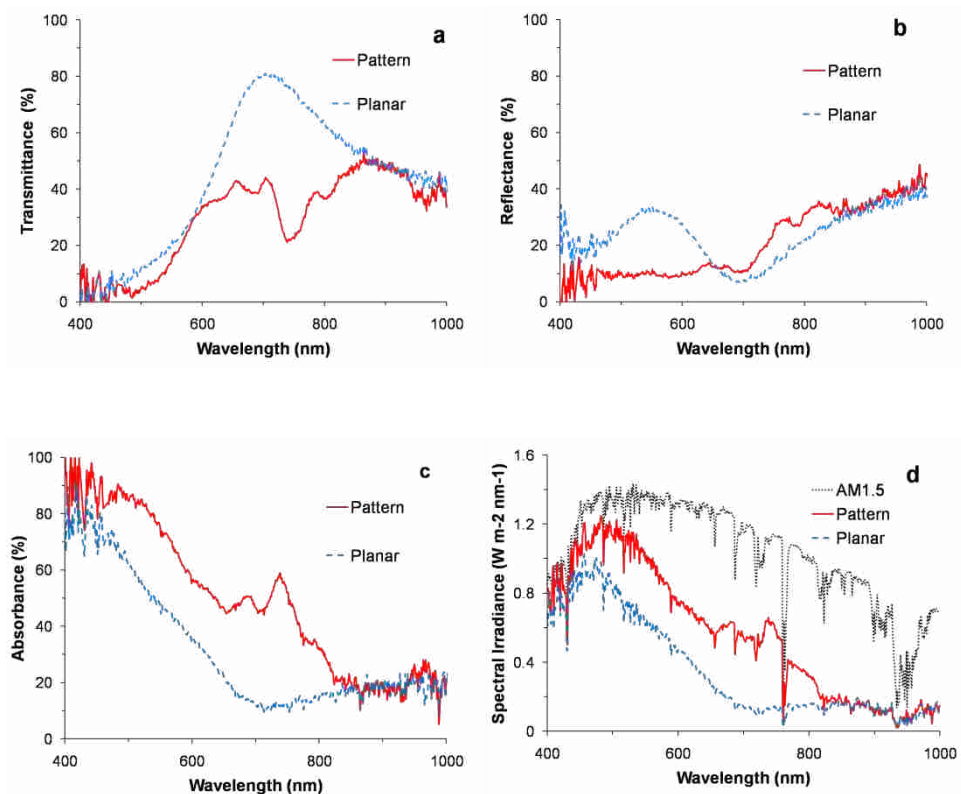 a
Pattern
Planar
Transmittance (%)
100
80
60
40
20
0
400 600 800 1000
Wavelength (nm)
b
Pattern
Planar
Reflectance (%)
100
80
60
40
20
0
400 600 800 1000
Wavelength (nm)
c
Pattern
Planar
Absorbance (%)
100
80
60
40
20
0
400 600 800 1000
Wavelength (nm)
d
AM1.5
Pattern
Planar
Spectral Irradiance (W m-2 nm-1)
1.6
1.2
0.8
0.4
0
400 600 800 1000
Wavelength (nm)